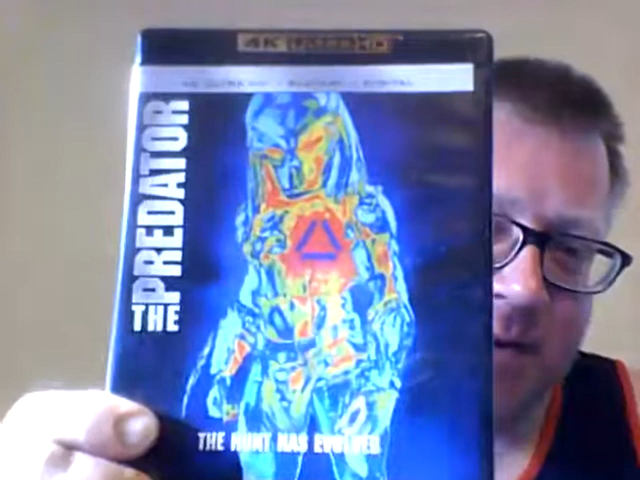 4K ULTRA HD
THE PREDATOR
THE HUNT HAS EVOLVED